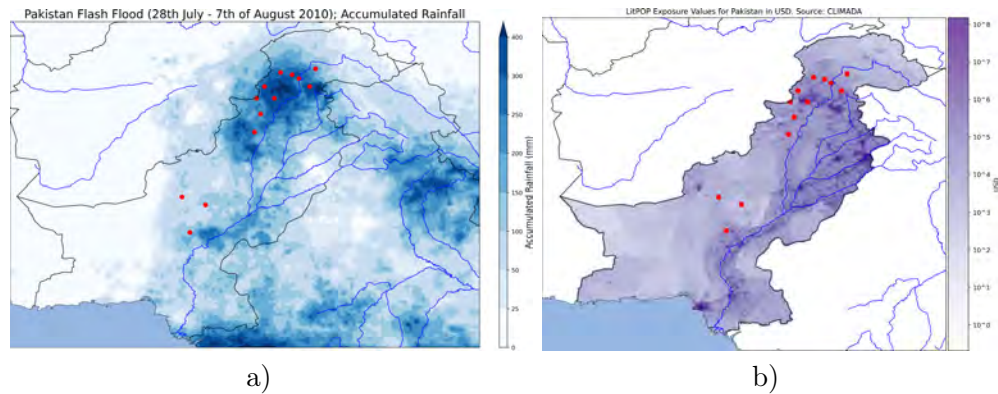 Pakistan Flash Flood (28th July - 7th of August 2010); Accumulated Rainfall
400
300
200
150
100
50
25
0
Accumulated Rainfall (mm)
a)
LitPOP Exposure Values for Pakistan in USD. Source: CLIMADA
10^8
10^7
10^6
10^5
10^4
10^3
10^2
10^1
10^0
USD
b)